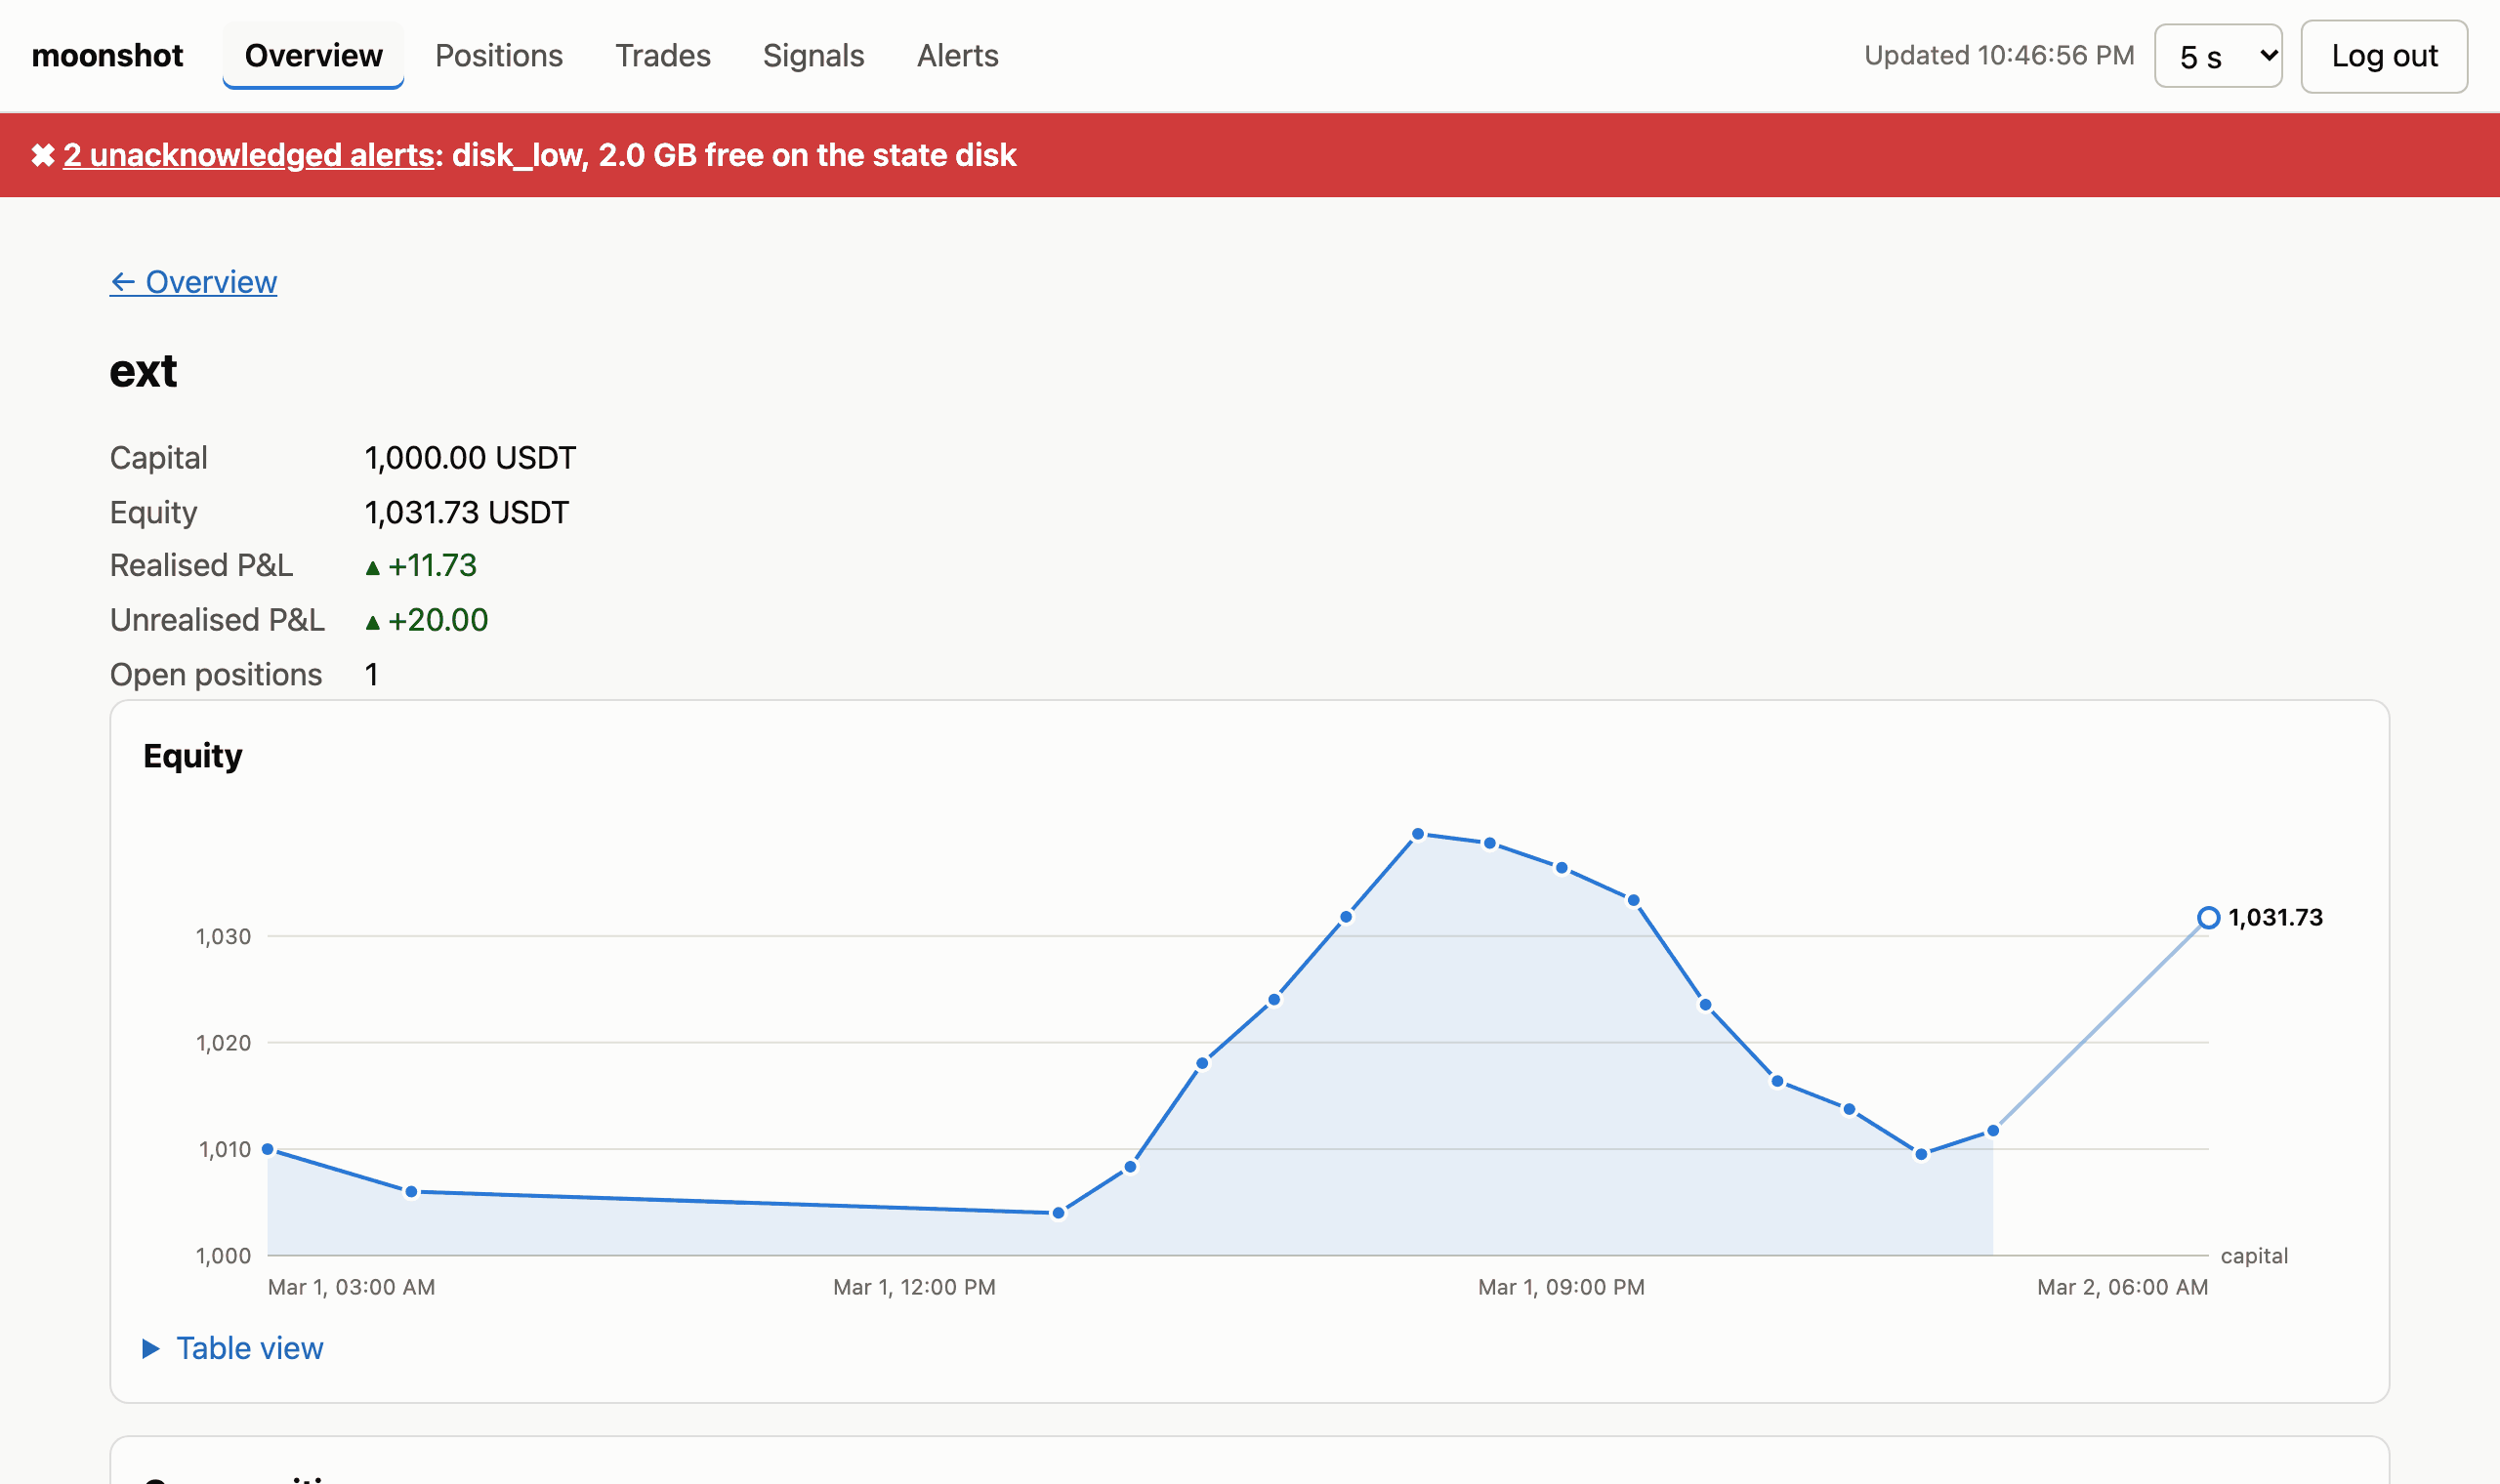 moonshot Overview Positions Trades Signals Alerts Updated 10:46:56 PM 5 s Log out
✖ 2 unacknowledged alerts: disk_low, 2.0 GB free on the state disk
← Overview
ext
Capital 1,000.00 USDT
Equity 1,031.73 USDT
Realised P&L ▲ +11.73
Unrealised P&L ▲ +20.00
Open positions 1
Equity
1,031.73
1,030
1,020
1,010
1,000 capital
Mar 1, 03:00 AM Mar 1, 12:00 PM Mar 1, 09:00 PM Mar 2, 06:00 AM
▶ Table view